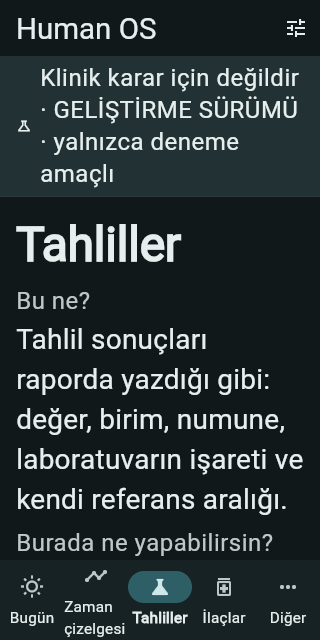 Human OS
Klinik karar için değildir
· GELİŞTİRME SÜRÜMÜ
· yalnızca deneme
amaçlı
Tahliller
Bu ne?
Tahlil sonuçları
raporda yazdığı gibi:
değer, birim, numune,
laboratuvarın işareti ve
kendi referans aralığı.
Burada ne yapabilirsin?
Bugün
Zaman
çizelgesi
Tahliller
İlaçlar
Diğer